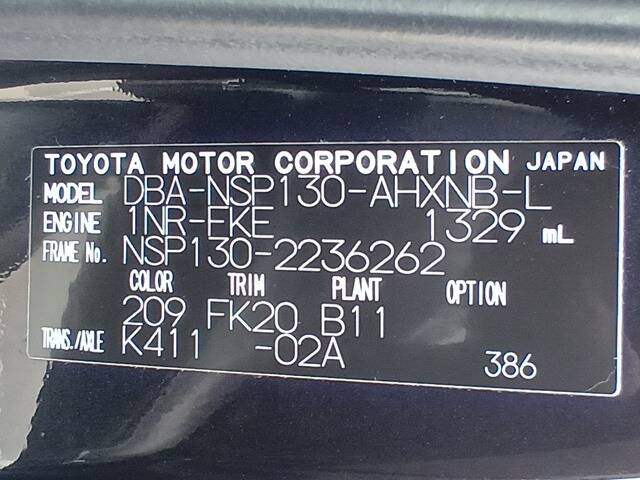 TOYOTA MOTOR CORPORATION JAPAN
MODEL DBA-NSP130-AHXNB-L
ENGINE 1NR-FKE 1329 mL
FRAME No. NSP130-2236262
COLOR TRIM PLANT OPTION
209 FK20 B11
TRANS./AXLE K411 -02A
386